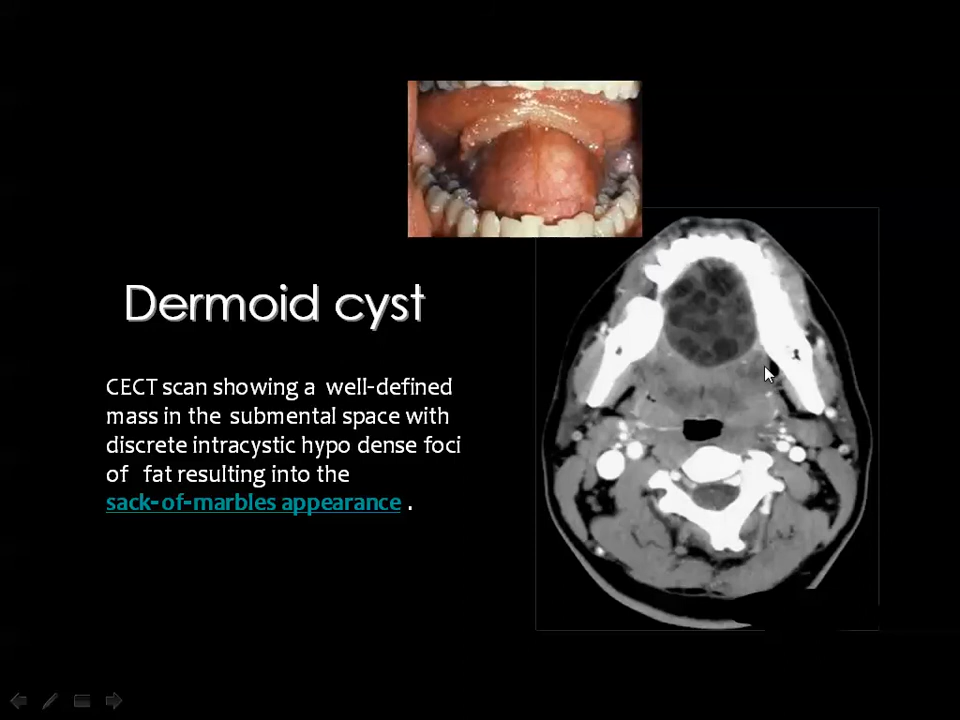 Dermoid cyst
CECT scan showing a well-defined
mass in the submental space with
discrete intracystic hypo dense foci
of fat resulting into the
sack-of-marbles appearance .